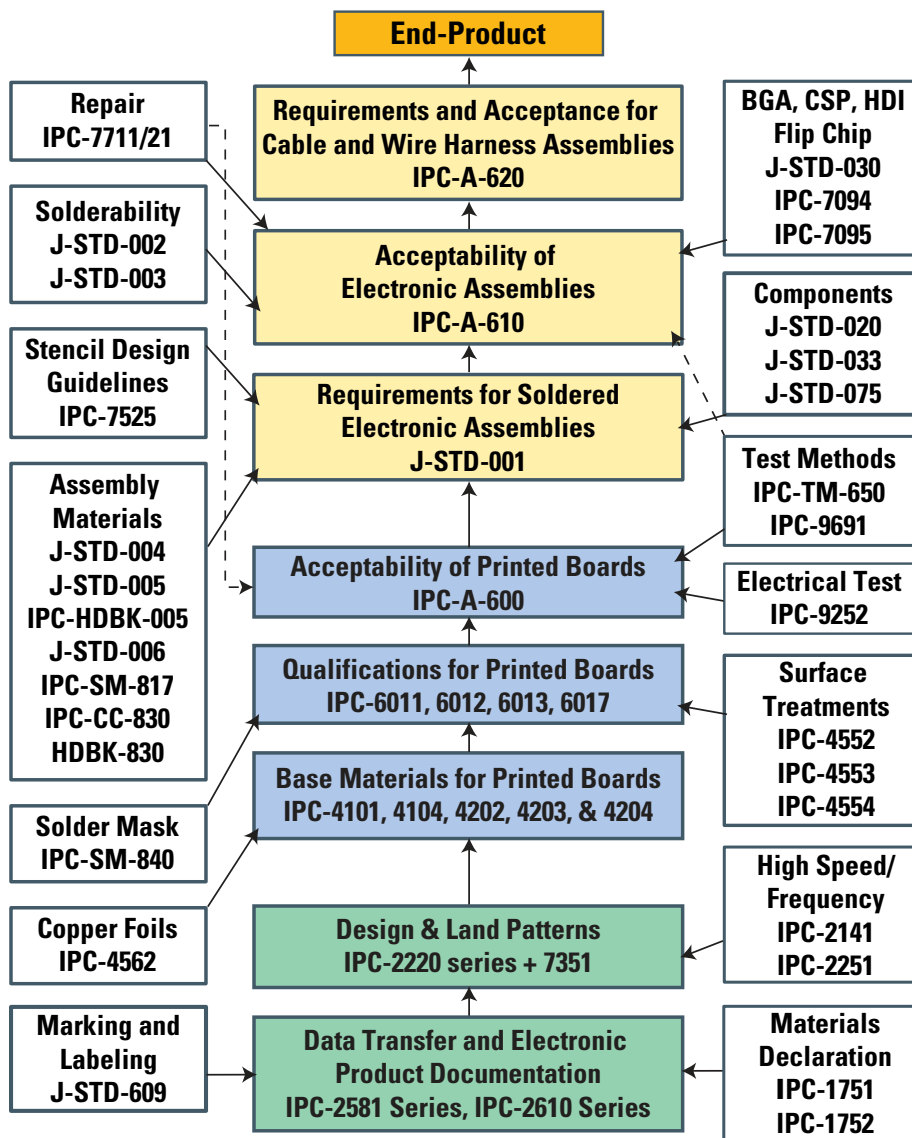 End-Product
Requirements and Acceptance for
Cable and Wire Harness Assemblies
IPC-A-620
Acceptability of
Electronic Assemblies
IPC-A-610
Requirements for Soldered
Electronic Assemblies
J-STD-001
Acceptability of Printed Boards
IPC-A-600
Qualifications for Printed Boards
IPC-6011, 6012, 6013, 6017
Base Materials for Printed Boards
IPC-4101, 4104, 4202, 4203, & 4204
Design & Land Patterns
IPC-2220 series + 7351
Data Transfer and Electronic
Product Documentation
IPC-2581 Series, IPC-2610 Series
Repair
IPC-7711/21
Solderability
J-STD-002
J-STD-003
Stencil Design
Guidelines
IPC-7525
Assembly
Materials
J-STD-004
J-STD-005
IPC-HDBK-005
J-STD-006
IPC-SM-817
IPC-CC-830
HDBK-830
Solder Mask
IPC-SM-840
Copper Foils
IPC-4562
Marking and
Labeling
J-STD-609
BGA, CSP, HDI
Flip Chip
J-STD-030
IPC-7094
IPC-7095
Components
J-STD-020
J-STD-033
J-STD-075
Test Methods
IPC-TM-650
IPC-9691
Electrical Test
IPC-9252
Surface
Treatments
IPC-4552
IPC-4553
IPC-4554
High Speed/
Frequency
IPC-2141
IPC-2251
Materials
Declaration
IPC-1751
IPC-1752